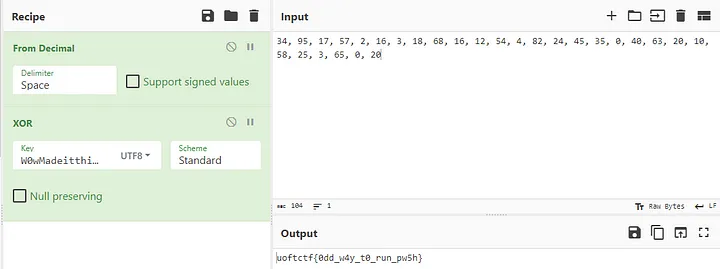 Recipe
Input
From Decimal
Delimiter
Space
Support signed values
XOR
Key
W0wMadeitthi…
UTF8
Scheme
Standard
Null preserving
34, 95, 17, 57, 2, 16, 3, 18, 68, 16, 12, 54, 4, 82, 24, 45, 35, 0, 40, 63, 20, 10,
58, 25, 3, 65, 0, 20
104
1
Raw Bytes
LF
Output
uoftctf{0dd_w4y_t0_run_pw5h}